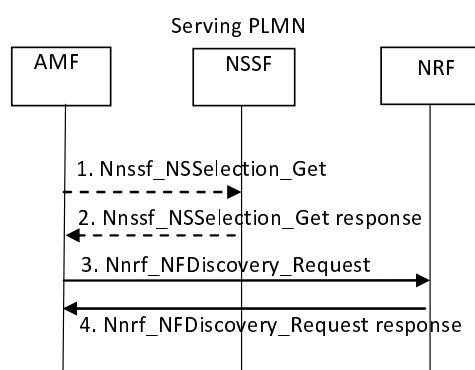 Serving PLMN
AMF
NSSF
NRF
1. Nnssf_NSSelection_Get
2. Nnssf_NSSelection_Get response
3. Nnrf_NFDiscovery_Request
4. Nnrf_NFDiscovery_Request response